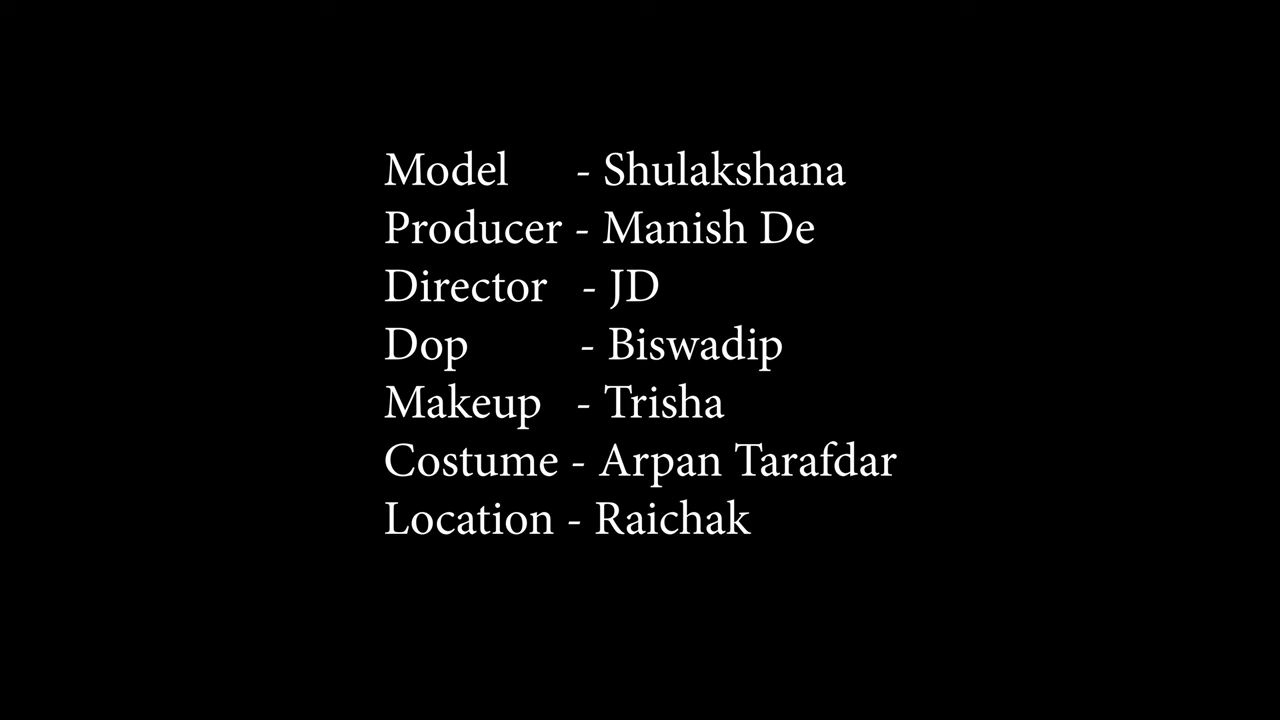 Model - Shulakshana
Producer - Manish De
Director - JD
Dop - Biswadip
Makeup - Trisha
Costume - Arpan Tarafdar
Location - Raichak